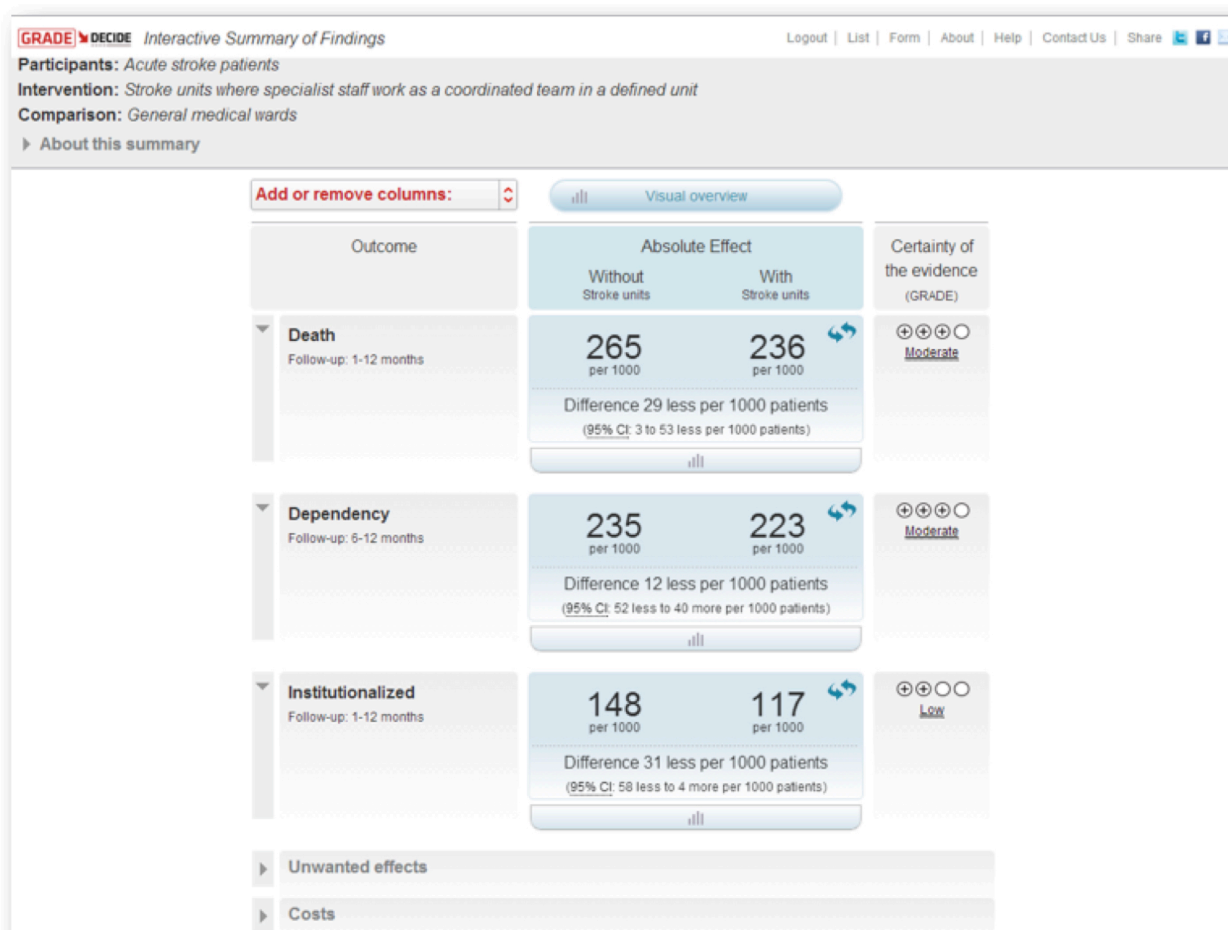 GRADE DECIDE Interactive Summary of Findings
Logout | List | Form | About | Help | Contact Us | Share
Participants: Acute stroke patients
Intervention: Stroke units where specialist staff work as a coordinated team in a defined unit
Comparison: General medical wards
About this summary
Add or remove columns:
Visual overview
Outcome
Absolute Effect
Without
Stroke units
With
Stroke units
Certainty of
the evidence
(GRADE)
Death
Follow-up: 1-12 months
265
per 1000
236
per 1000
Difference 29 less per 1000 patients
(95% CI: 3 to 53 less per 1000 patients)
Moderate
Dependency
Follow-up: 6-12 months
235
per 1000
223
per 1000
Difference 12 less per 1000 patients
(95% CI: 52 less to 40 more per 1000 patients)
Moderate
Institutionalized
Follow-up: 1-12 months
148
per 1000
117
per 1000
Difference 31 less per 1000 patients
(95% CI: 58 less to 4 more per 1000 patients)
Low
Unwanted effects
Costs